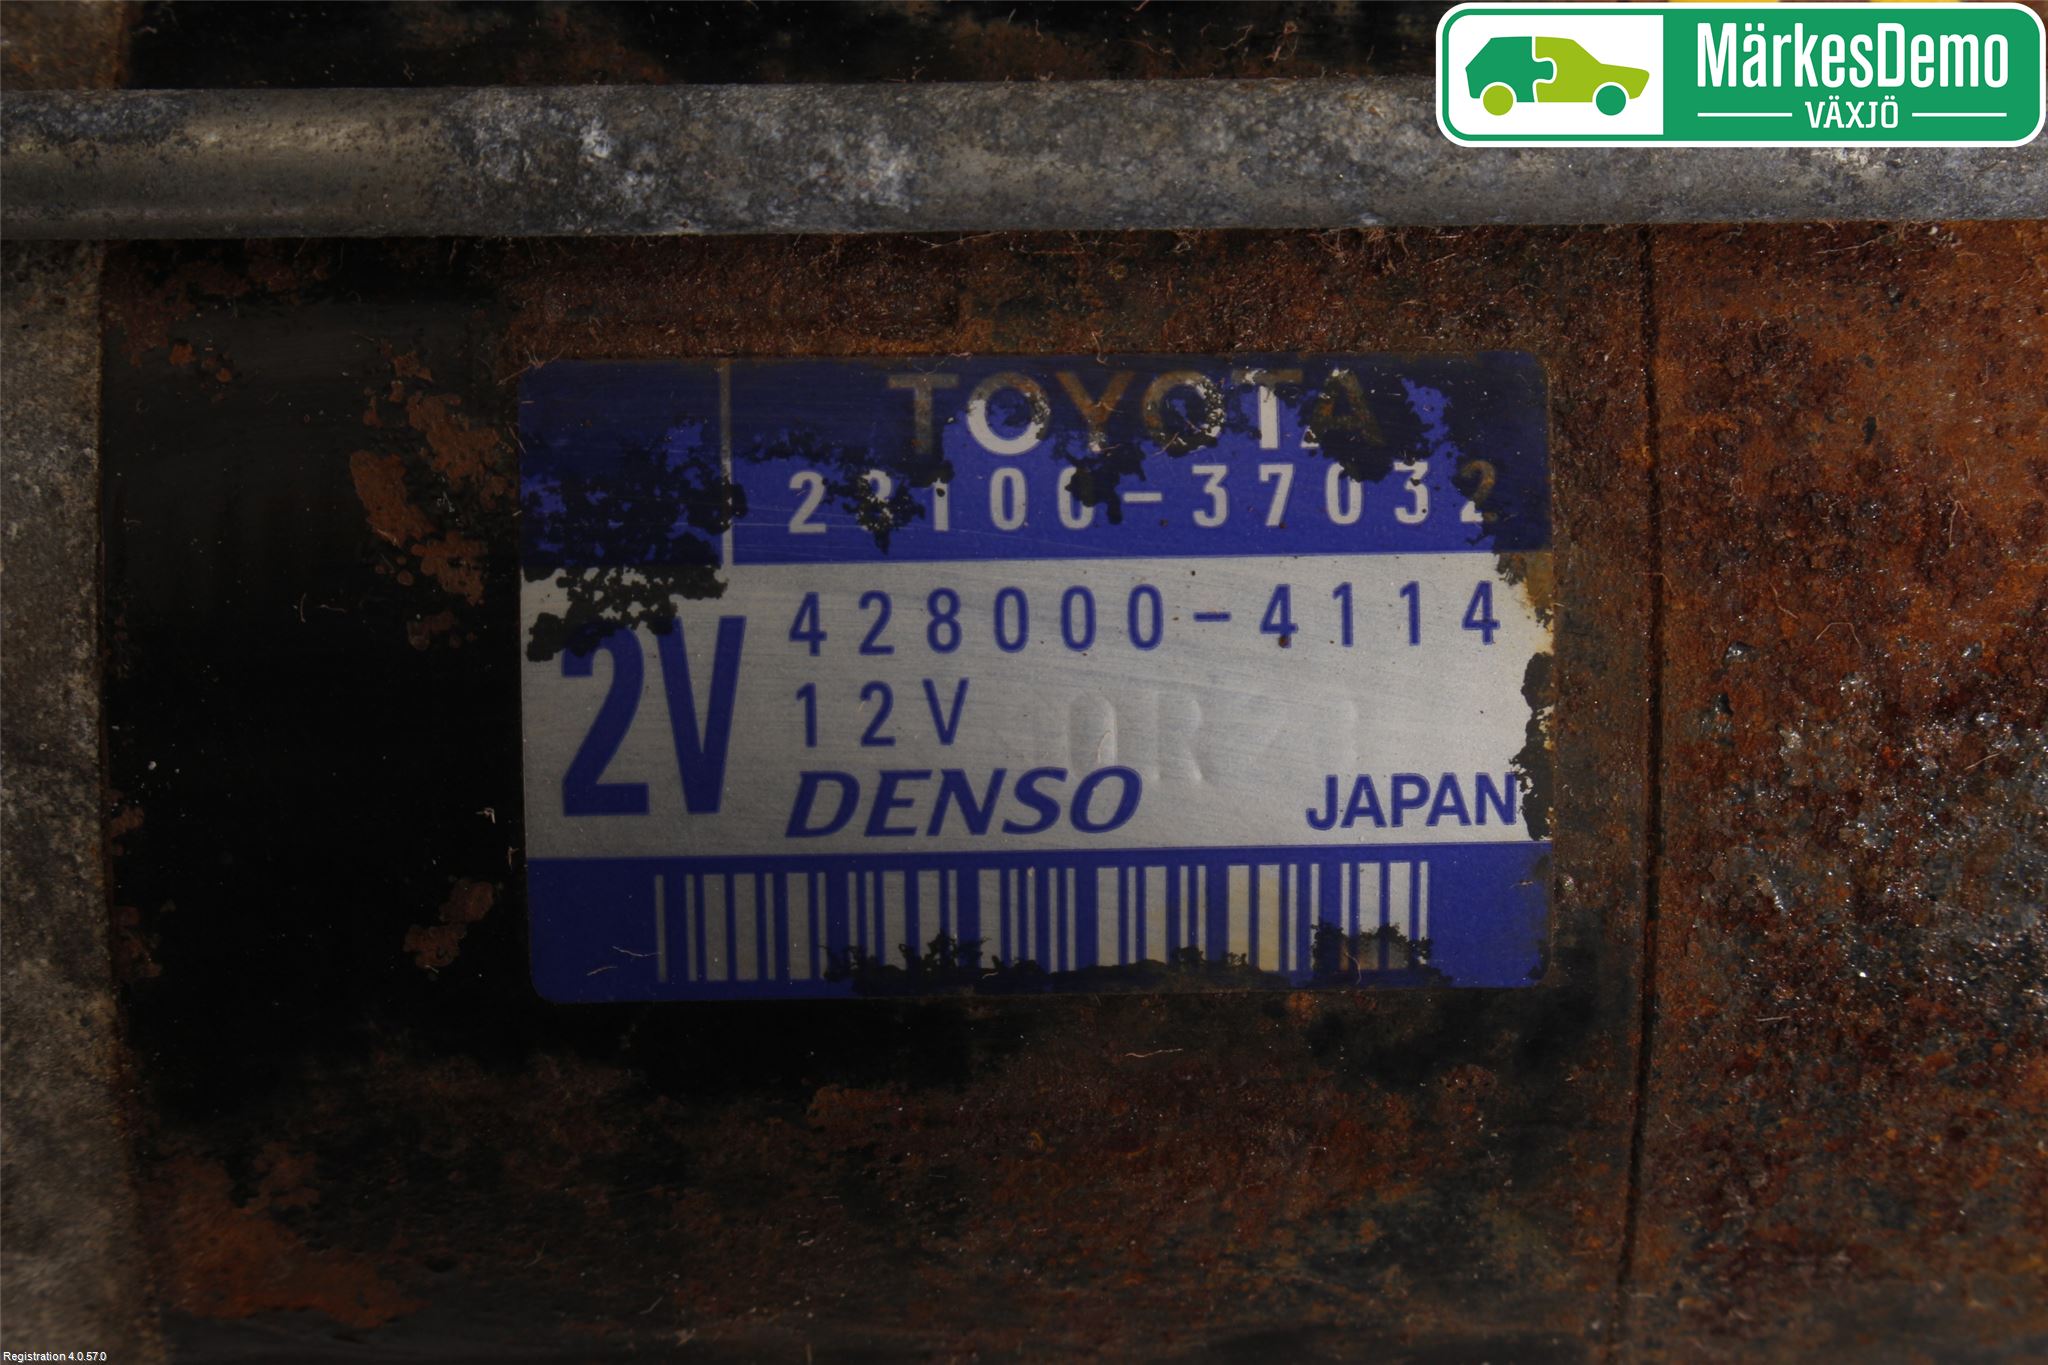 MärkesDemo
VÄXJÖ
TOYOTA
28100-37032
428000-4114
2V
12V
DENSO
JAPAN
Registration 4.0.57.0